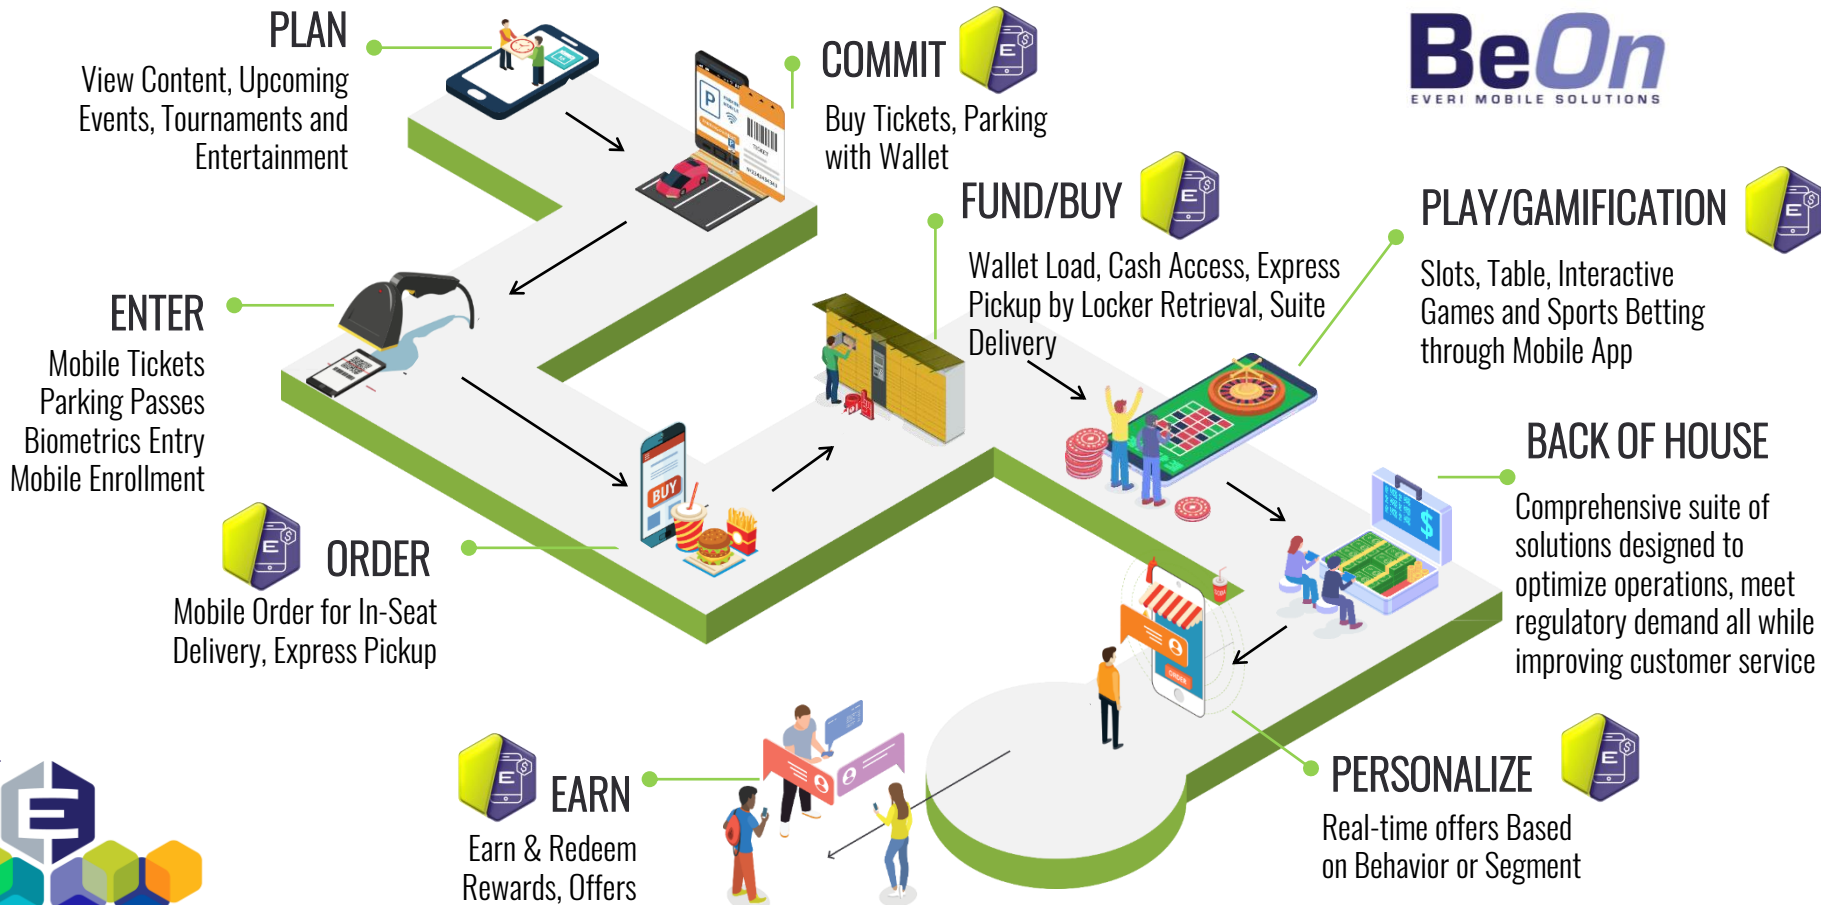 PLAN
View Content, Upcoming
Events, Tournaments and
Entertainment
COMMIT
Buy Tickets, Parking
with Wallet
BeOn
EVERI MOBILE SOLUTIONS
FUND/BUY
Wallet Load, Cash Access, Express
Pickup by Locker Retrieval, Suite
Delivery
PLAY/GAMIFICATION
Slots, Table, Interactive
Games and Sports Betting
through Mobile App
ENTER
Mobile Tickets
Parking Passes
Biometrics Entry
Mobile Enrollment
BACK OF HOUSE
Comprehensive suite of
solutions designed to
optimize operations, meet
regulatory demand all while
improving customer service
ORDER
Mobile Order for In-Seat
Delivery, Express Pickup
EARN
Earn & Redeem
Rewards, Offers
PERSONALIZE
Real-time offers Based
on Behavior or Segment
P
TICKET
BUY
ORDER
SODA
$
E